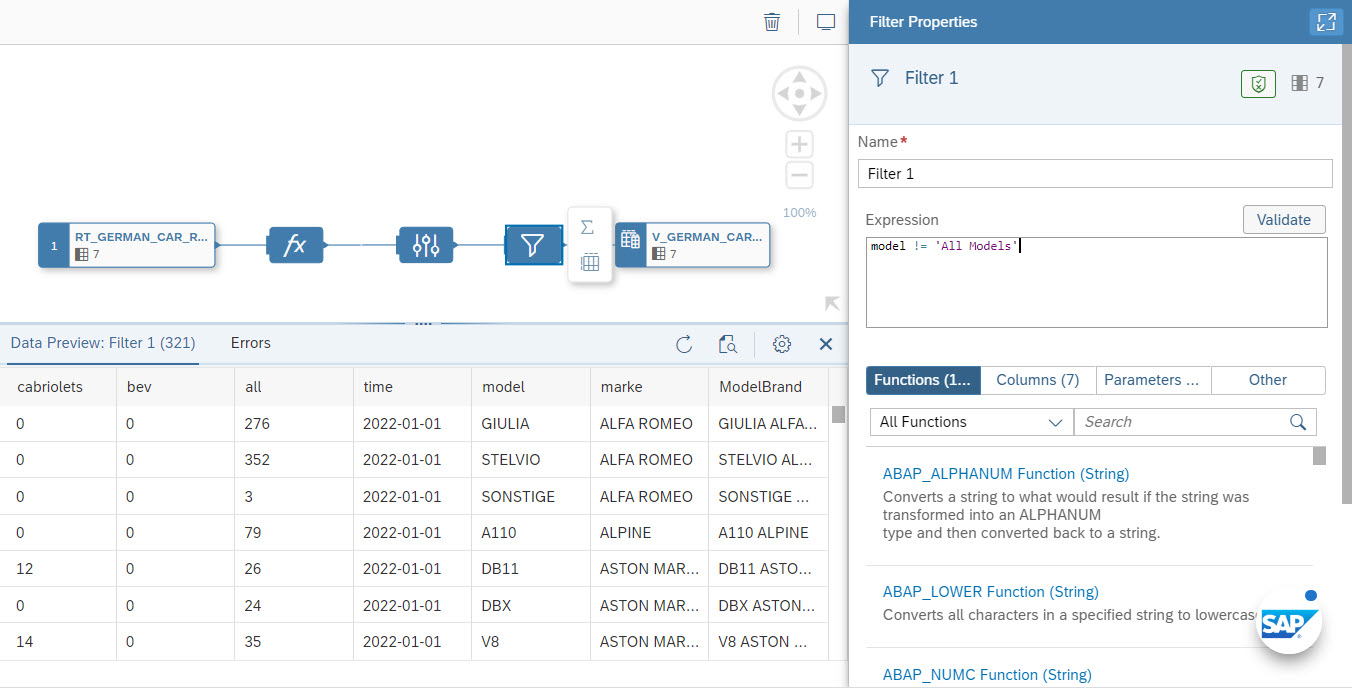 Filter Properties
Filter 1
7
Name*
Filter 1
100%
Expression
Validate
model != 'All Models'
1
RT_GERMAN_CAR_R...
7
fx
Σ
V_GERMAN_CAR...
7
Data Preview: Filter 1 (321)
Errors
Functions (1...
Columns (7)
Parameters ...
Other
All Functions
Search
cabriolets bev all time model marke ModelBrand
0 0 276 2022-01-01 GIULIA ALFA ROMEO GIULIA ALFA...
0 0 352 2022-01-01 STELVIO ALFA ROMEO STELVIO AL...
0 0 3 2022-01-01 SONSTIGE ALFA ROMEO SONSTIGE ...
0 0 79 2022-01-01 A110 ALPINE A110 ALPINE
12 0 26 2022-01-01 DB11 ASTON MAR... DB11 ASTO...
0 0 24 2022-01-01 DBX ASTON MAR... DBX ASTON...
14 0 35 2022-01-01 V8 ASTON MAR... V8 ASTON ...
ABAP_ALPHANUM Function (String)
Converts a string to what would result if the string was
transformed into an ALPHANUM
type and then converted back to a string.
ABAP_LOWER Function (String)
Converts all characters in a specified string to lowercase
SAP
ABAP_NUMC Function (String)